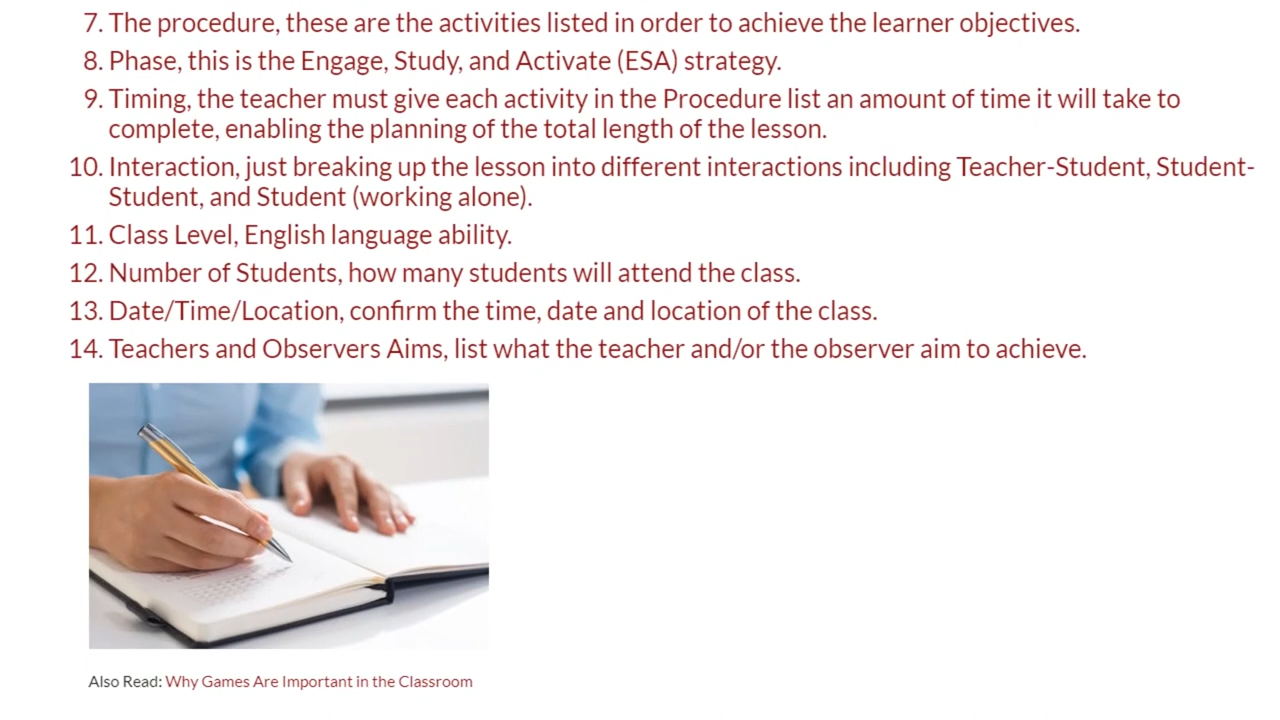 7. The procedure, these are the activities listed in order to achieve the learner objectives.
8. Phase, this is the Engage, Study, and Activate (ESA) strategy.
9. Timing, the teacher must give each activity in the Procedure list an amount of time it will take to
complete, enabling the planning of the total length of the lesson.
10. Interaction, just breaking up the lesson into different interactions including Teacher-Student, Student-
Student, and Student (working alone).
11. Class Level, English language ability.
12. Number of Students, how many students will attend the class.
13. Date/Time/Location, confirm the time, date and location of the class.
14. Teachers and Observers Aims, list what the teacher and/or the observer aim to achieve.
Also Read: Why Games Are Important in the Classroom